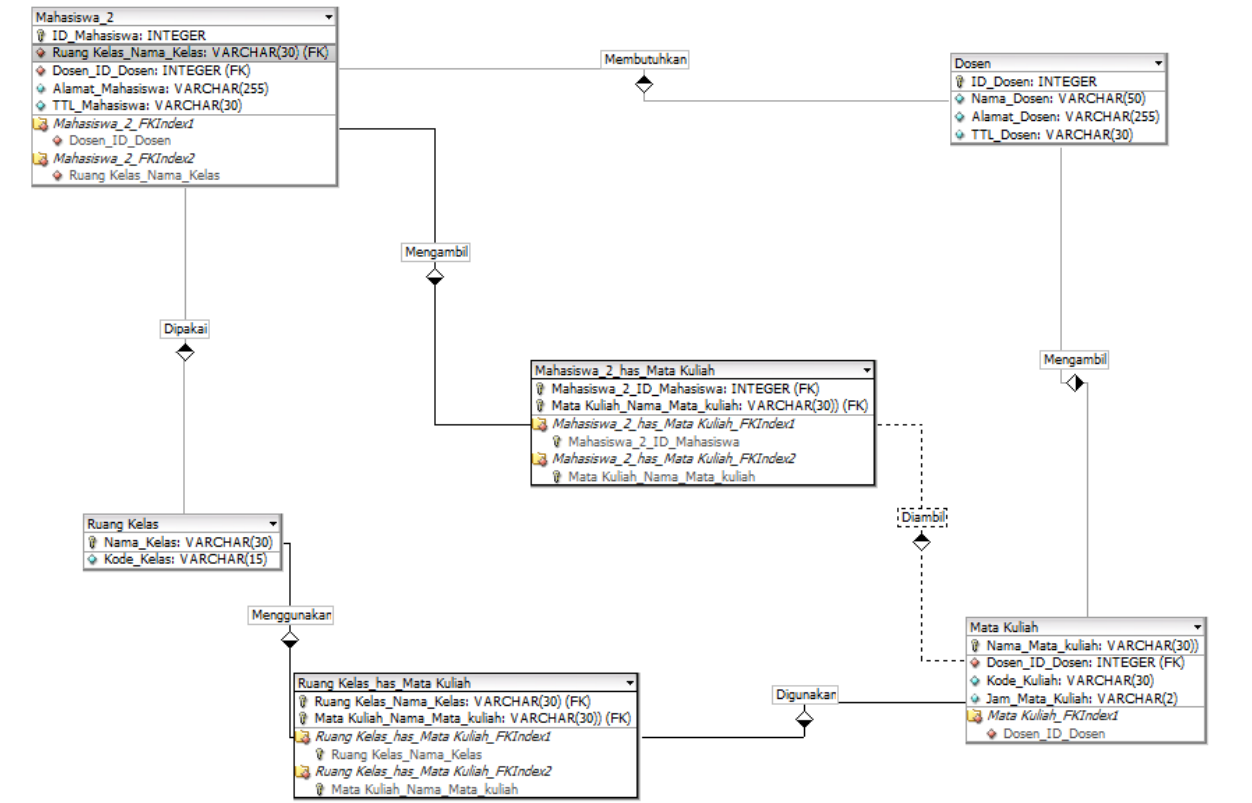 Mahasiswa_2
ID_Mahasiswa: INTEGER
Ruang Kelas_Nama_Kelas: VARCHAR(30) (FK)
Dosen_ID_Dosen: INTEGER (FK)
Alamat_Mahasiswa: VARCHAR(255)
TTL_Mahasiswa: VARCHAR(30)
Mahasiswa_2_FKIndex1
Dosen_ID_Dosen
Mahasiswa_2_FKIndex2
Ruang Kelas_Nama_Kelas
Membutuhkan
Dosen
ID_Dosen: INTEGER
Nama_Dosen: VARCHAR(50)
Alamat_Dosen: VARCHAR(255)
TTL_Dosen: VARCHAR(30)
Mengambil
Dipakai
Mengambil
Mahasiswa_2_has_Mata Kuliah
Mahasiswa_2_ID_Mahasiswa: INTEGER (FK)
Mata Kuliah_Nama_Mata_kuliah: VARCHAR(30)) (FK)
Mahasiswa_2_has_Mata Kuliah_FKIndex1
Mahasiswa_2_ID_Mahasiswa
Mahasiswa_2_has_Mata Kuliah_FKIndex2
Mata Kuliah_Nama_Mata_kuliah
Diambil
Ruang Kelas
Nama_Kelas: VARCHAR(30)
Kode_Kelas: VARCHAR(15)
Menggunakan
Mata Kuliah
Nama_Mata_kuliah: VARCHAR(30))
Dosen_ID_Dosen: INTEGER (FK)
Kode_Kuliah: VARCHAR(30)
Jam_Mata_Kuliah: VARCHAR(2)
Mata Kuliah_FKIndex1
Dosen_ID_Dosen
Digunakan
Ruang Kelas_has_Mata Kuliah
Ruang Kelas_Nama_Kelas: VARCHAR(30) (FK)
Mata Kuliah_Nama_Mata_kuliah: VARCHAR(30)) (FK)
Ruang Kelas_has_Mata Kuliah_FKIndex1
Ruang Kelas_Nama_Kelas
Ruang Kelas_has_Mata Kuliah_FKIndex2
Mata Kuliah_Nama_Mata_kuliah